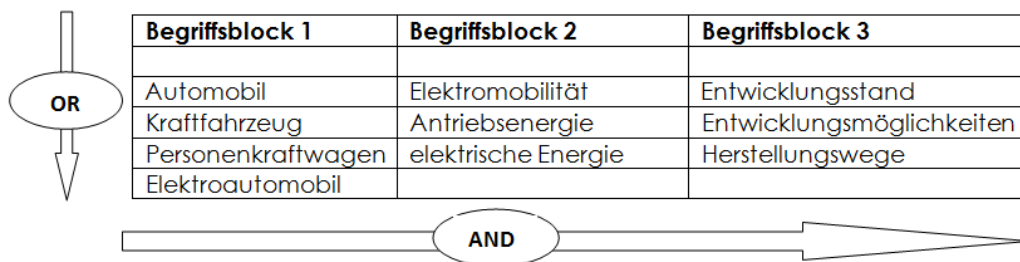 Begriffsblock 1 Begriffsblock 2 Begriffsblock 3
OR
Automobil Elektromobilität Entwicklungsstand
Kraftfahrzeug Antriebsenergie Entwicklungsmöglichkeiten
Personenkraftwagen elektrische Energie Herstellungswege
Elektroautomobil
AND